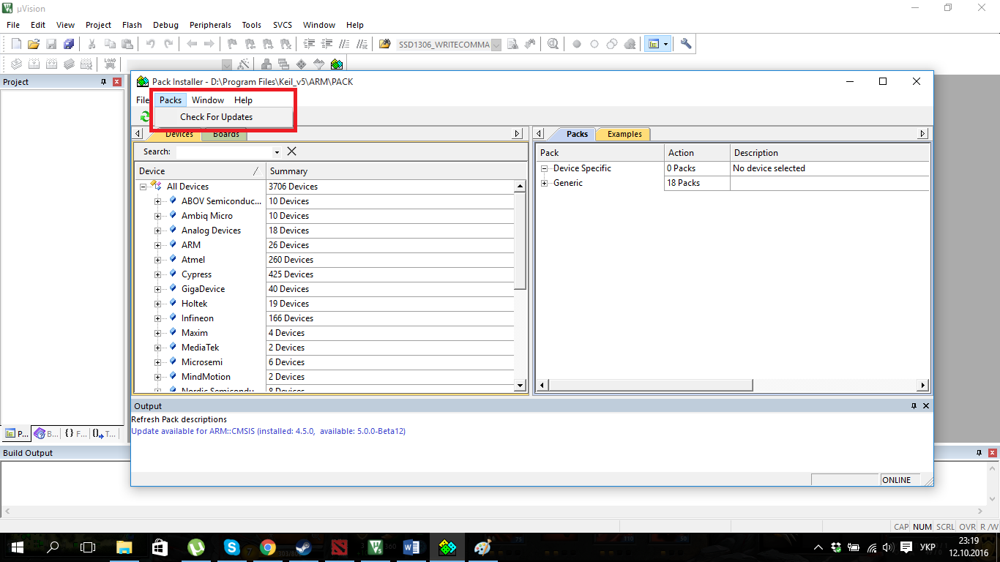 µVision
File Edit View Project Flash Debug Peripherals Tools SVCS Window Help
SSD1306_WRITECOMMA
LOAD
Project
Pack Installer - D:\Program Files\Keil_v5\ARM\PACK
File Packs Window Help
Check For Updates
Devices Boards
Packs Examples
Search:
Device Summary
All Devices 3706 Devices
ABOV Semiconduc... 10 Devices
Ambiq Micro 10 Devices
Analog Devices 18 Devices
ARM 26 Devices
Atmel 260 Devices
Cypress 425 Devices
GigaDevice 40 Devices
Holtek 19 Devices
Infineon 166 Devices
Maxim 4 Devices
MediaTek 2 Devices
Microsemi 6 Devices
MindMotion 2 Devices
Nordic Semicondu 8 Devices
Pack Action Description
Device Specific 0 Packs No device selected
Generic 18 Packs
Output
Refresh Pack descriptions
Update available for ARM::CMSIS (installed: 4.5.0, available: 5.0.0-Beta12)
ONLINE
P... B... {} F... {}, T...
Build Output
CAP NUM SCRL OVR R /W
УКР
23:19
12.10.2016